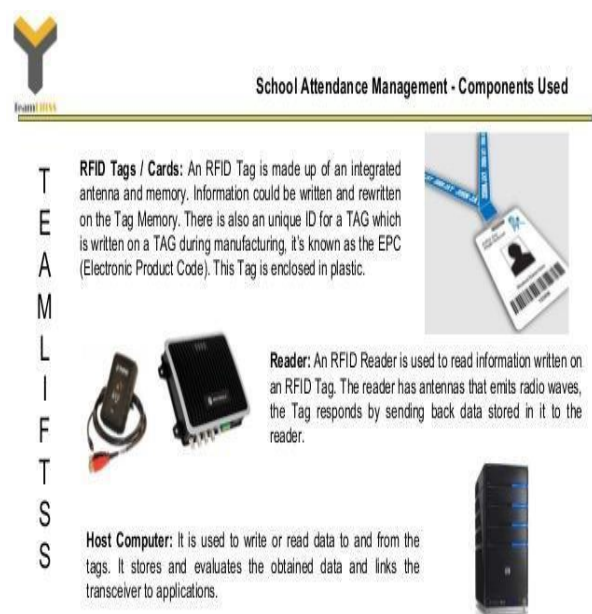 TeamLIFTSS
School Attendance Management - Components Used
TEAMLIFTSS
RFID Tags / Cards: An RFID Tag is made up of an integrated
antenna and memory. Information could be written and rewritten
on the Tag Memory. There is also an unique ID for a TAG which
is written on a TAG during manufacturing, it's known as the EPC
(Electronic Product Code). This Tag is enclosed in plastic.
Reader: An RFID Reader is used to read information written on
an RFID Tag. The reader has antennas that emits radio waves,
the Tag responds by sending back data stored in it to the
reader.
Host Computer: It is used to write or read data to and from the
tags. It stores and evaluates the obtained data and links the
transceiver to applications.